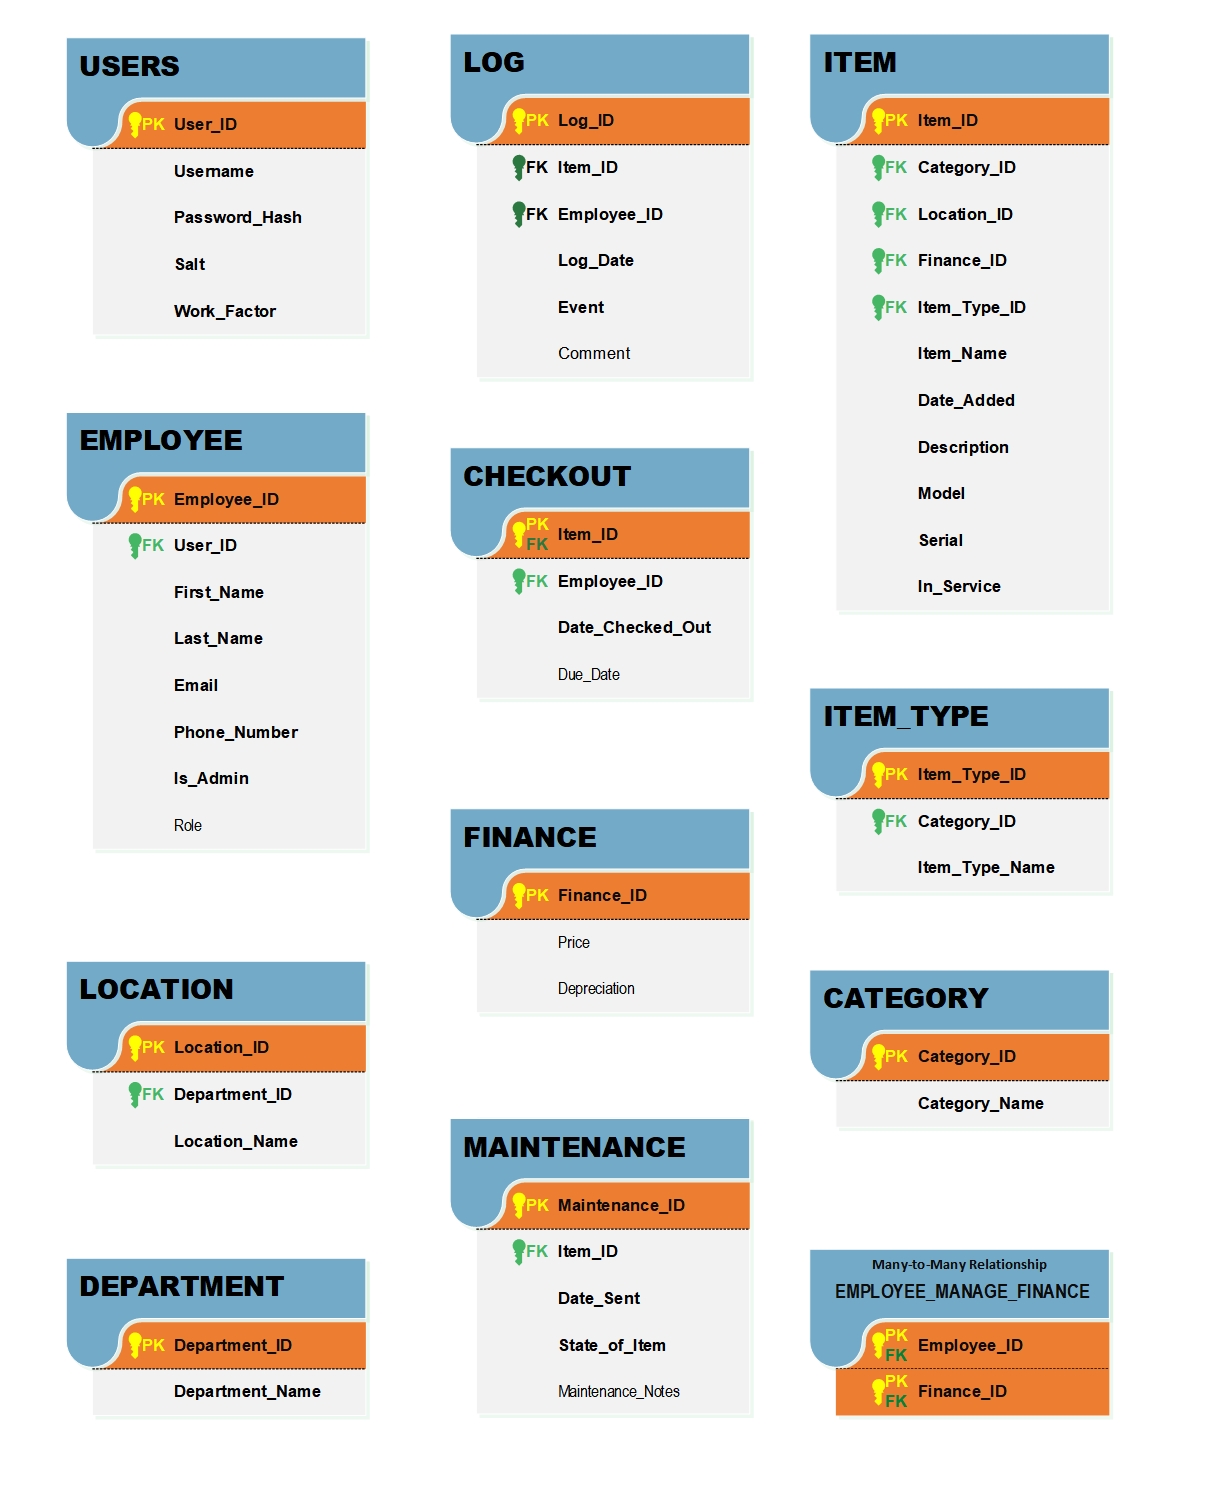 USERS
PK User_ID
Username
Password_Hash
Salt
Work_Factor
EMPLOYEE
PK Employee_ID
FK User_ID
First_Name
Last_Name
Email
Phone_Number
Is_Admin
Role
LOCATION
PK Location_ID
FK Department_ID
Location_Name
DEPARTMENT
PK Department_ID
Department_Name
LOG
PK Log_ID
FK Item_ID
FK Employee_ID
Log_Date
Event
Comment
CHECKOUT
PK
FK Item_ID
FK Employee_ID
Date_Checked_Out
Due_Date
FINANCE
PK Finance_ID
Price
Depreciation
MAINTENANCE
PK Maintenance_ID
FK Item_ID
Date_Sent
State_of_Item
Maintenance_Notes
ITEM
PK Item_ID
FK Category_ID
FK Location_ID
FK Finance_ID
FK Item_Type_ID
Item_Name
Date_Added
Description
Model
Serial
In_Service
ITEM_TYPE
PK Item_Type_ID
FK Category_ID
Item_Type_Name
CATEGORY
PK Category_ID
Category_Name
Many-to-Many Relationship
EMPLOYEE_MANAGE_FINANCE
PK
FK Employee_ID
PK
FK Finance_ID